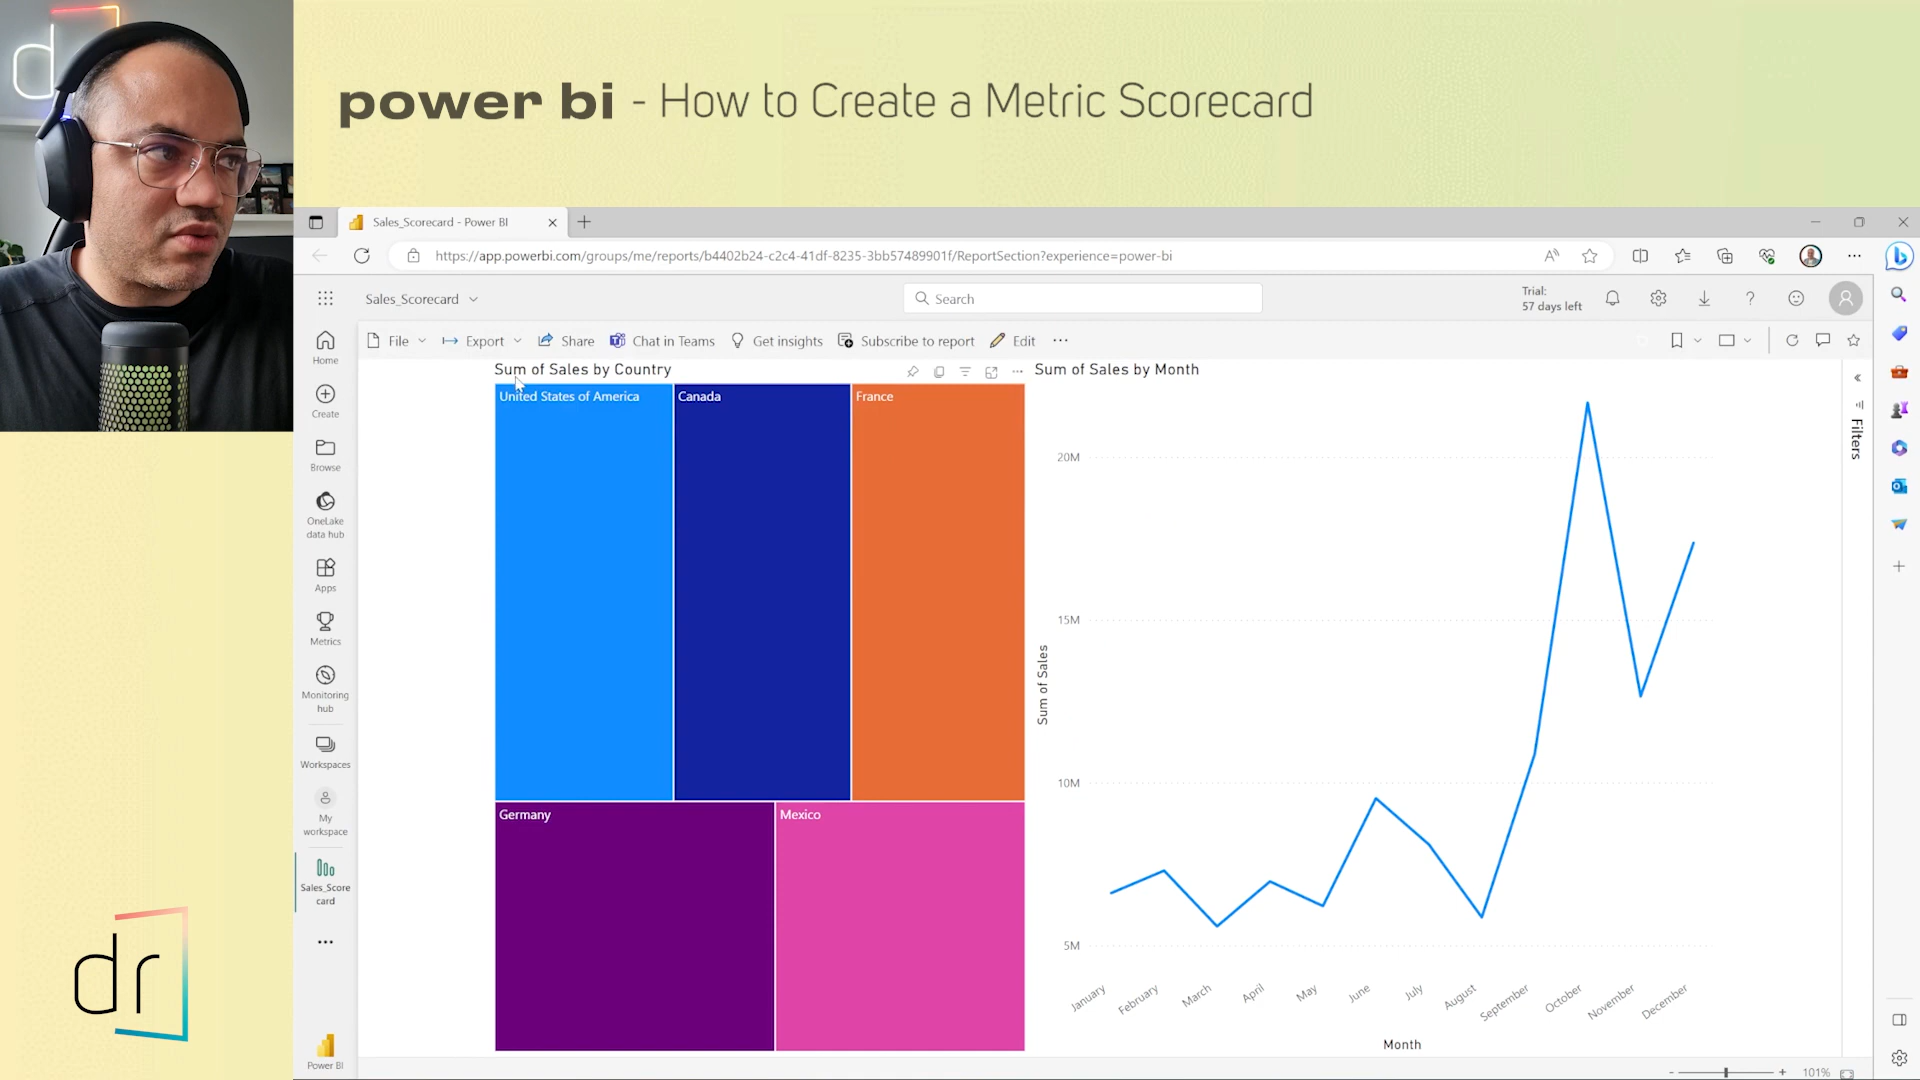 power bi - How to Create a Metric Scorecard
Sales_Scorecard - Power BI
https://app.powerbi.com/groups/me/reports/b4402b24-c2c4-41df-8235-3bb57489901f/ReportSection?experience=power-bi
Sales_Scorecard
Search
Trial:
57 days left
File
Export
Share
Chat in Teams
Get insights
Subscribe to report
Edit
Home
Create
Browse
OneLake
data hub
Apps
Metrics
Monitoring
hub
Workspaces
My
workspace
Sales_Score
card
Power BI
Sum of Sales by Country
United States of America
Canada
France
Germany
Mexico
Sum of Sales by Month
Sum of Sales
20M
15M
10M
5M
January
February
March
April
May
June
July
August
September
October
November
December
Month
Filters
101%
dr
d